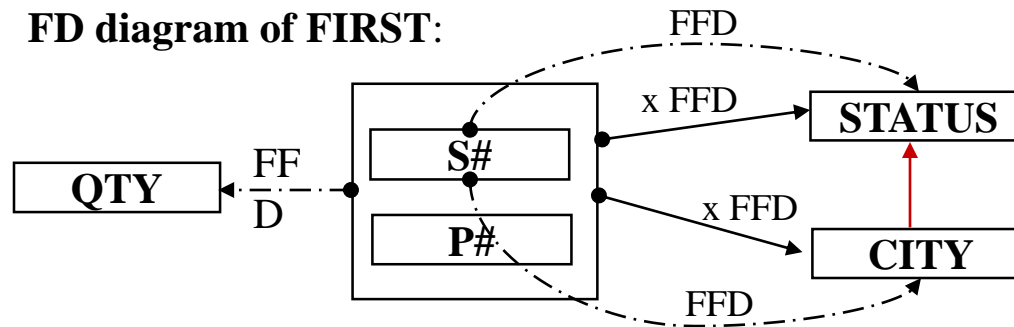 FD diagram of FIRST:
FFD
x FFD
STATUS
S#
FF
D
QTY
x FFD
P#
CITY
FFD